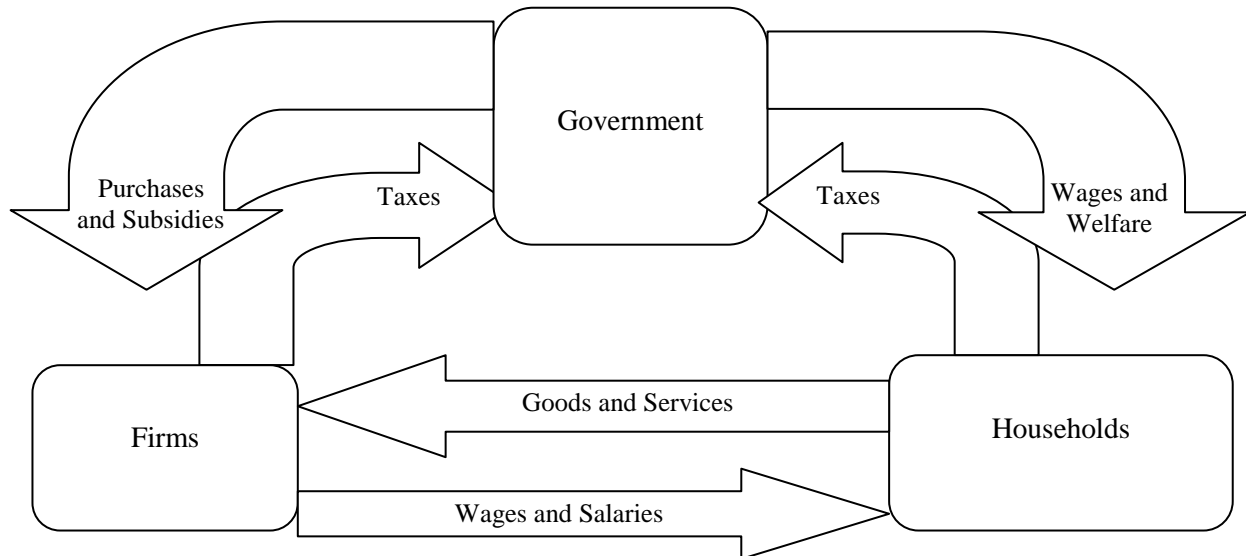 Government
Purchases
and Subsidies
Taxes
Taxes
Wages and
Welfare
Goods and Services
Firms
Households
Wages and Salaries